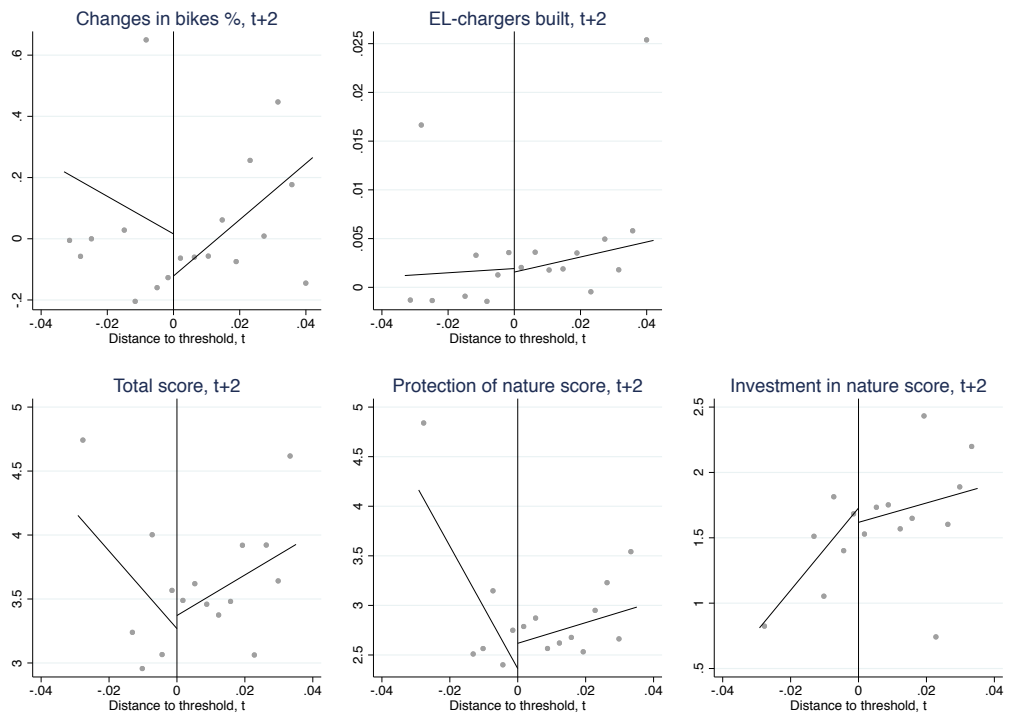 Changes in bikes %, t+2
.6
.4
.2
0
-.2
-.04 -.02 0 .02 .04
Distance to threshold, t
EL-chargers built, t+2
.025
.02
.015
.01
.005
0
-.04 -.02 0 .02 .04
Distance to threshold, t
Total score, t+2
5
4.5
4
3.5
3
-.04 -.02 0 .02 .04
Distance to threshold, t
Protection of nature score, t+2
5
4.5
4
3.5
3
2.5
-.04 -.02 0 .02 .04
Distance to threshold, t
Investment in nature score, t+2
2.5
2
1.5
1
.5
-.04 -.02 0 .02 .04
Distance to threshold, t